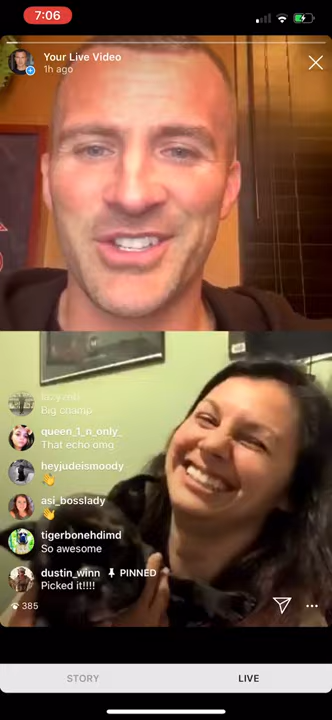 7:06
Your Live Video
1h ago
Big champ
queen_1_n_only_
That echo omg
heyjudeismoody
👋
asi_bosslady
👋
tigerbonehdimd
So awesome
dustin_winn PINNED
Picked it!!!!
385
STORY
LIVE